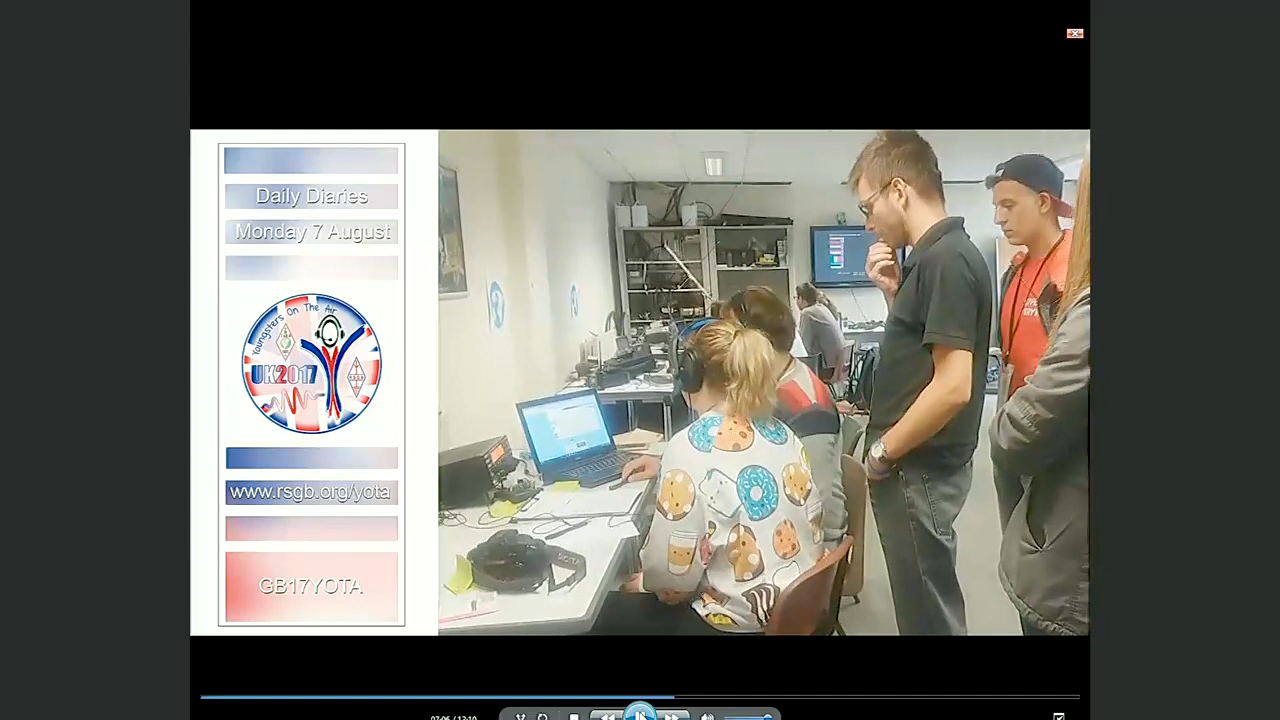 Daily Diaries
Monday 7 August
Youngsters On The Air
UK2017
www.rsgb.org/yota
GB17YOTA